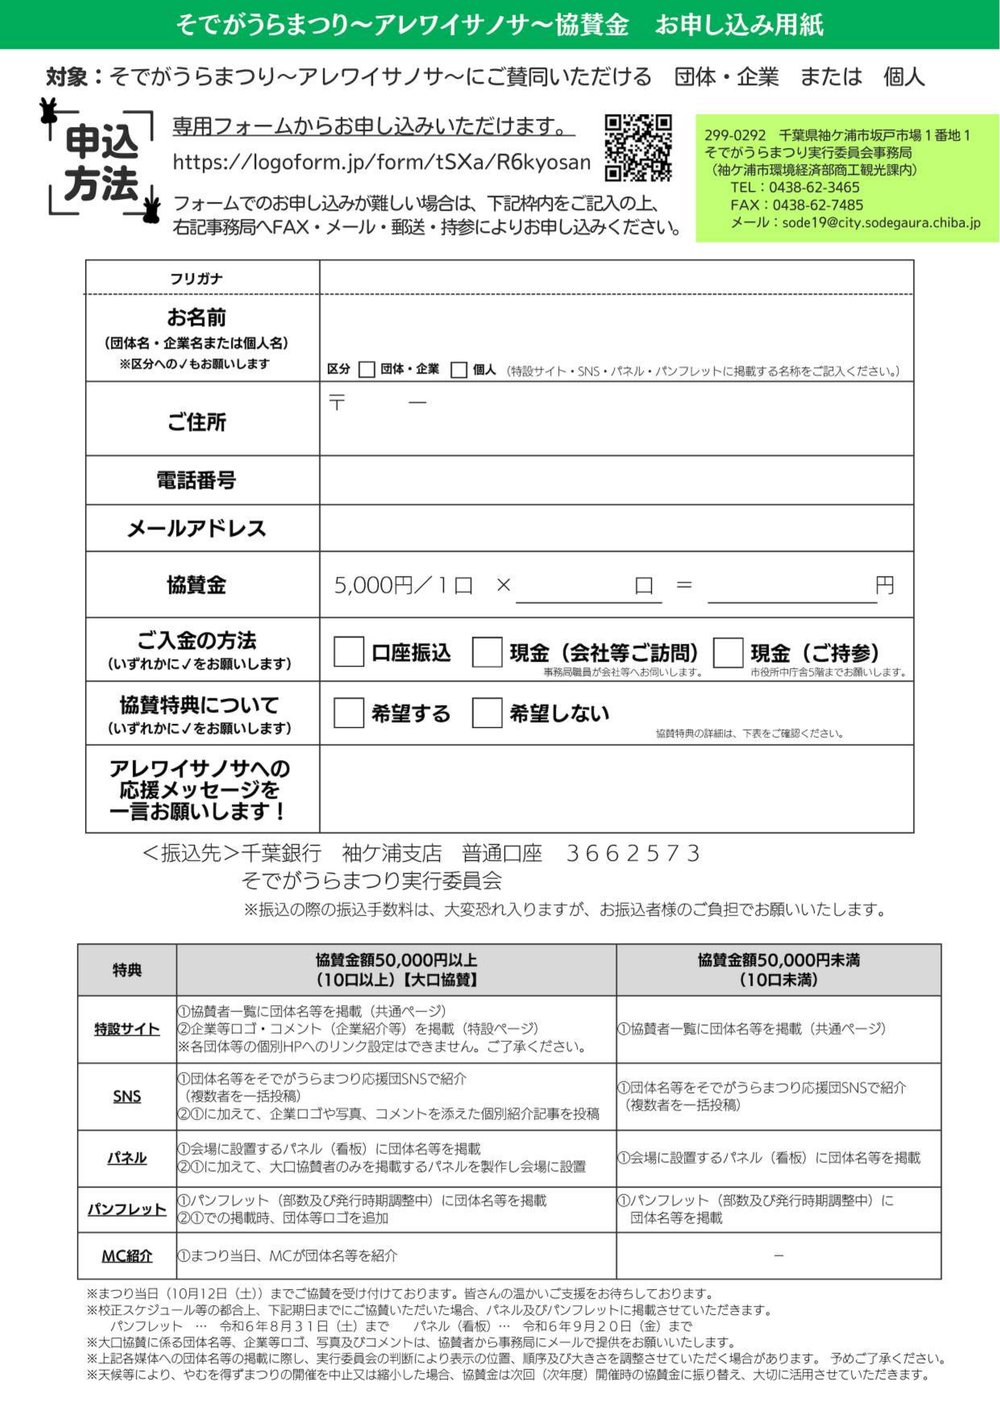 そでがうらまつり～アレワイサノサ～協賛金　お申し込み用紙
対象：そでがうらまつり～アレワイサノサ～にご賛同いただける　団体・企業　または　個人
申込
方法
専用フォームからお申し込みいただけます。
https://logoform.jp/form/tSXa/R6kyosan
フォームでのお申し込みが難しい場合は、下記枠内をご記入の上、
右記事務局へFAX・メール・郵送・持参によりお申し込みください。
299-0292　千葉県袖ケ浦市坂戸市場１番地１
そでがうらまつり実行委員会事務局
（袖ケ浦市環境経済部商工観光課内）
TEL：0438-62-3465
FAX：0438-62-7485
メール：sode19@city.sodegaura.chiba.jp
フリガナ
お名前
（団体名・企業名または個人名）
※区分への✓もお願いします
区分 □ 団体・企業 □ 個人 （特設サイト・SNS・パネル・パンフレットに掲載する名称をご記入ください。）
ご住所
〒　　　－
電話番号
メールアドレス
協賛金
5,000円／１口　×　　　　　口　＝　　　　　　円
ご入金の方法
（いずれかに✓をお願いします）
□ 口座振込 □ 現金（会社等ご訪問） □ 現金（ご持参）
事務局職員が会社等へお伺いします。　市役所中庁舎5階までお願いします。
協賛特典について
（いずれかに✓をお願いします）
□ 希望する □ 希望しない
協賛特典の詳細は、下表をご確認ください。
アレワイサノサへの
応援メッセージを
一言お願いします！
＜振込先＞千葉銀行　袖ケ浦支店　普通口座　３６６２５７３
そでがうらまつり実行委員会
※振込の際の振込手数料は、大変恐れ入りますが、お振込者様のご負担でお願いいたします。
特典
協賛金額50,000円以上
（10口以上）【大口協賛】
協賛金額50,000円未満
（10口未満）
特設サイト
①協賛者一覧に団体名等を掲載（共通ページ）
②企業等ロゴ・コメント（企業紹介等）を掲載（特設ページ）
※各団体等の個別HPへのリンク設定はできません。ご了承ください。
①協賛者一覧に団体名等を掲載（共通ページ）
SNS
①団体名等をそでがうらまつり応援団SNSで紹介
（複数者を一括投稿）
②①に加えて、企業ロゴや写真、コメントを添えた個別紹介記事を投稿
①団体名等をそでがうらまつり応援団SNSで紹介
（複数者を一括投稿）
パネル
①会場に設置するパネル（看板）に団体名等を掲載
②①に加えて、大口協賛者のみを掲載するパネルを製作し会場に設置
①会場に設置するパネル（看板）に団体名等を掲載
パンフレット
①パンフレット（部数及び発行時期調整中）に団体名等を掲載
②①での掲載時、団体等ロゴを追加
①パンフレット（部数及び発行時期調整中）に
団体名等を掲載
MC紹介
①まつり当日、MCが団体名等を紹介
－
※まつり当日（10月12日（土））までご協賛を受け付けております。皆さんの温かいご支援をお待ちしております。
※校正スケジュール等の都合上、下記期日までにご協賛いただいた場合、パネル及びパンフレットに掲載させていただきます。
パンフレット　…　令和６年８月３１日（土）まで　　パネル（看板）…　令和６年９月２０日（金）まで
※大口協賛に係る団体名等、企業等ロゴ、写真及びコメントは、協賛者から事務局にメールで提供をお願いいたします。
※上記各媒体への団体名等の掲載に際し、実行委員会の判断により表示の位置、順序及び大きさを調整させていただく場合があります。 予めご了承ください。
※天候等により、やむを得ずまつりの開催を中止又は縮小した場合、協賛金は次回（次年度）開催時の協賛金に振り替え、大切に活用させていただきます。